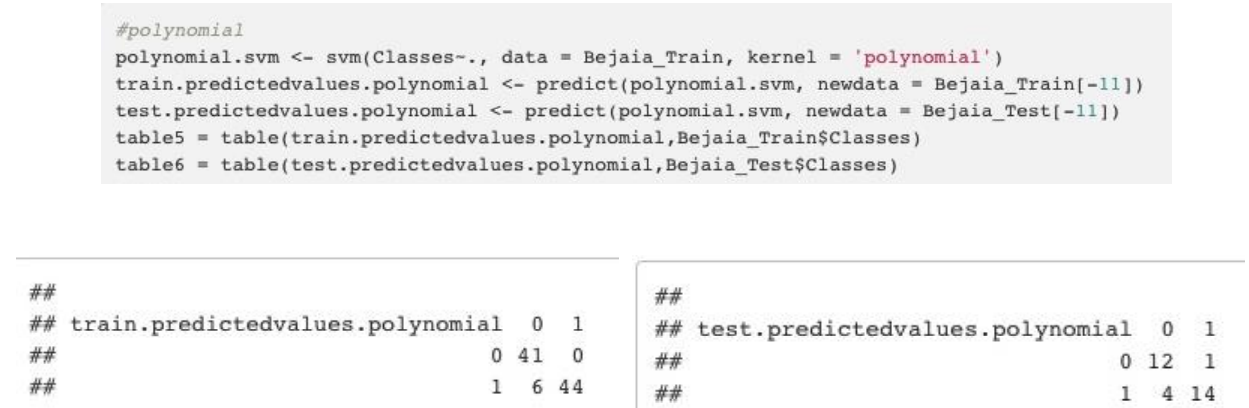 #polynomial
polynomial.svm <- svm(Classes~., data = Bejaia_Train, kernel = 'polynomial')
train.predictedvalues.polynomial <- predict(polynomial.svm, newdata = Bejaia_Train[-11])
test.predictedvalues.polynomial <- predict(polynomial.svm, newdata = Bejaia_Test[-11])
table5 = table(train.predictedvalues.polynomial,Bejaia_Train$Classes)
table6 = table(test.predictedvalues.polynomial,Bejaia_Test$Classes)
##
## train.predictedvalues.polynomial  0  1
##                                0 41  0
##                                1  6 44
##
## test.predictedvalues.polynomial  0  1
##                               0 12  1
##                               1  4 14